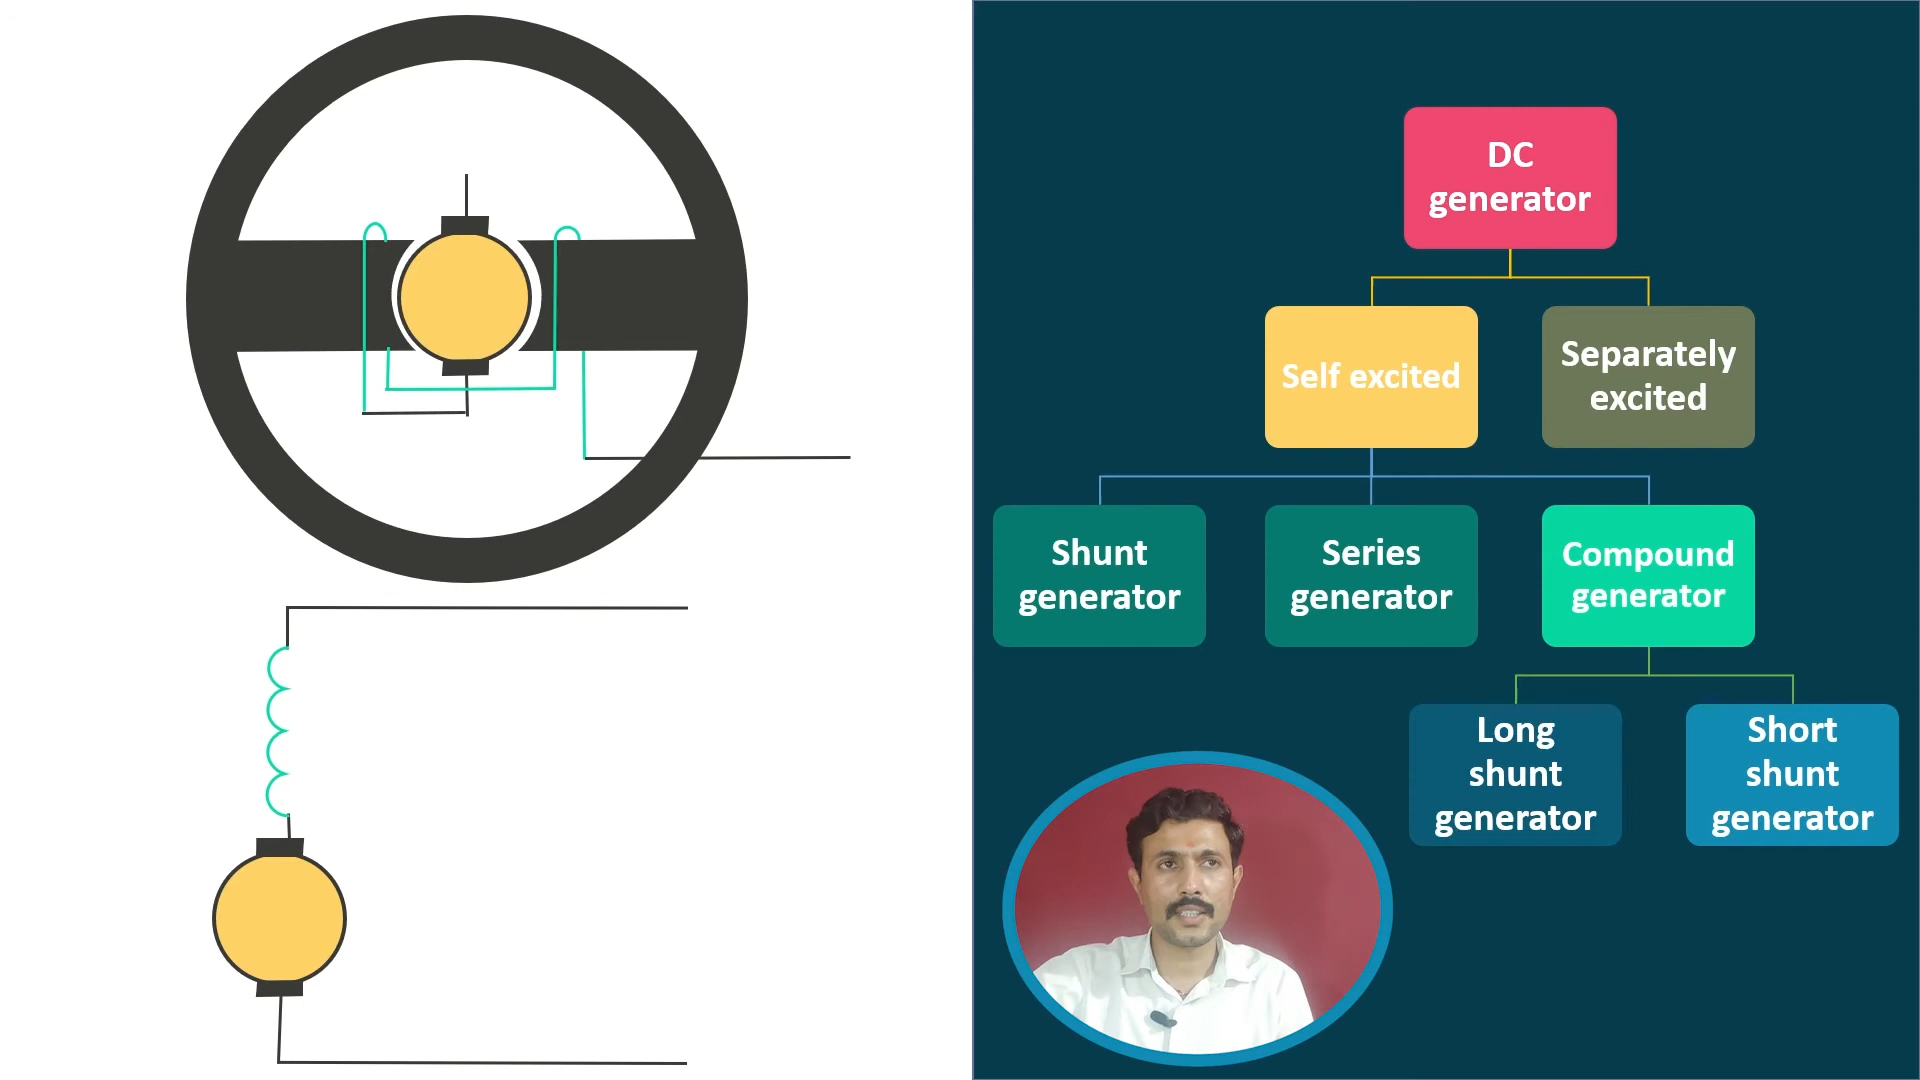 DC
generator
Self excited
Separately
excited
Shunt
generator
Series
generator
Compound
generator
Long
shunt
generator
Short
shunt
generator